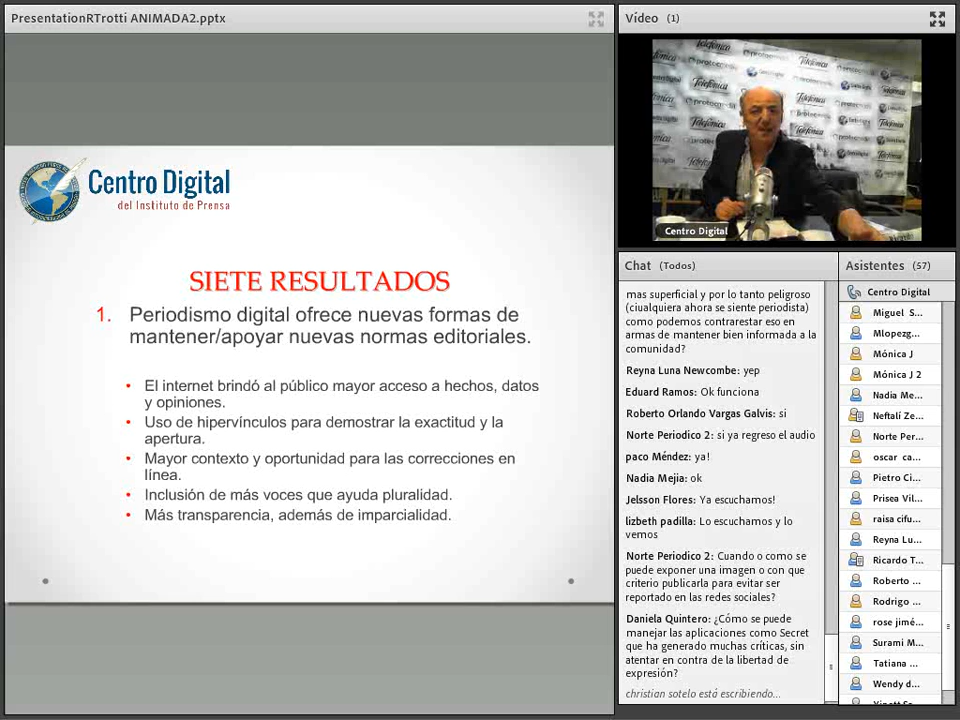 PresentationRTrotti ANIMADA2.pptx
Centro Digital
del Instituto de Prensa
SIETE RESULTADOS
1. Periodismo digital ofrece nuevas formas de
mantener/apoyar nuevas normas editoriales.
• El internet brindó al público mayor acceso a hechos, datos
y opiniones.
• Uso de hipervínculos para demostrar la exactitud y la
apertura.
• Mayor contexto y oportunidad para las correcciones en
línea.
• Inclusión de más voces que ayuda pluralidad.
• Más transparencia, además de imparcialidad.
Vídeo (1)
Telefónica
Telefónica
Telefónica
Centro Digital
Chat (Todos)
mas superficial y por lo tanto peligroso
(ciualquiera ahora se siente periodista)
como podemos contrarestar eso en
armas de mantener bien informada a la
comunidad?
Reyna Luna Newcombe: yep
Eduard Ramos: Ok funciona
Roberto Orlando Vargas Galvis: si
Norte Periodico 2: si ya regreso el audio
paco Méndez: ya!
Nadia Mejia: ok
Jelsson Flores: Ya escuchamos!
lizbeth padilla: Lo escuchamos y lo
vemos
Norte Periodico 2: Cuando o como se
puede exponer una imagen o con que
criterio publicarla para evitar ser
reportado en las redes sociales?
Daniela Quintero: ¿Cómo se puede
manejar las aplicaciones como Secret
que ha generado muchas críticas, sin
atentar en contra de la libertad de
expresión?
christian sotelo está escribiendo...
Asistentes (57)
Centro Digital
Miguel S...
Mlopezg...
Mónica J
Mónica J 2
Nadia Me...
Neftalí Ze...
Norte Per...
oscar ca...
Pietro Ci...
Prisea Vil...
raisa cifu...
Reyna Lu...
Ricardo T...
Roberto ...
Rodrigo ...
rose jimé...
Surami M...
Tatiana ...
Wendy d...